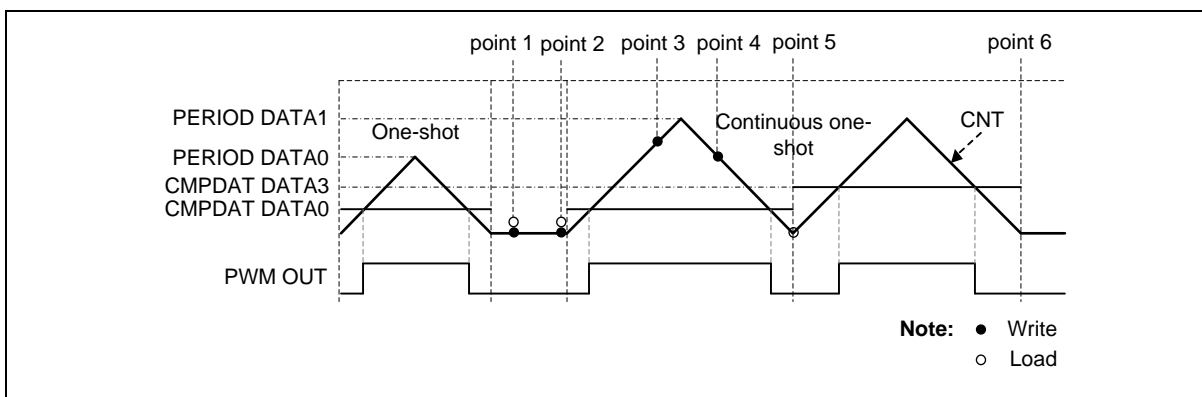 point 1 point 2 point 3 point 4 point 5 point 6
PERIOD DATA1
One-shot
Continuous one-
shot
CNT
PERIOD DATA0
CMPDAT DATA3
CMPDAT DATA0
PWM OUT
Note: ● Write
○ Load